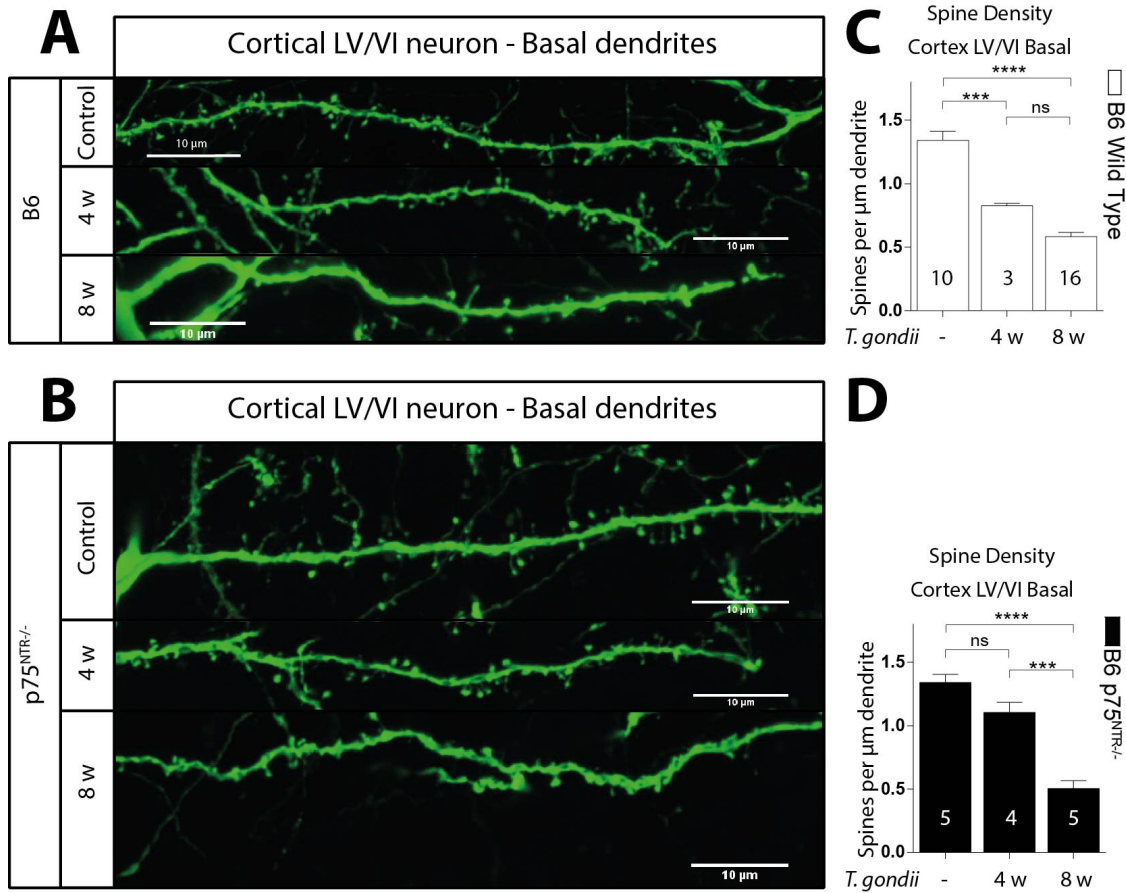 A
Cortical LV/VI neuron - Basal dendrites
B6
Control
10 µm
4 w
10 µm
8 w
10 µm
C
Spine Density
Cortex LV/VI Basal
****
***
ns
Spines per µm dendrite
1.5
1.0
0.5
0.0
10
3
16
T. gondii - 4 w 8 w
B6 Wild Type
B
Cortical LV/VI neuron - Basal dendrites
p75NTR-/-
Control
10 µm
4 w
10 µm
8 w
10 µm
D
Spine Density
Cortex LV/VI Basal
****
ns
***
Spines per µm dendrite
1.5
1.0
0.5
0.0
5
4
5
T. gondii - 4 w 8 w
B6 p75NTR-/-